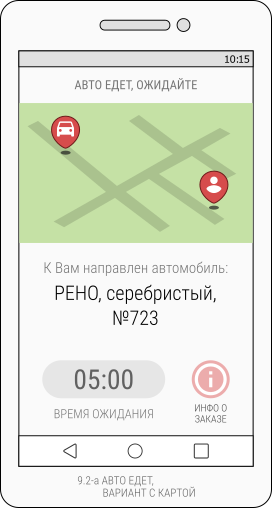 10:15
АВТО ЕДЕТ, ОЖИДАЙТЕ
К Вам направлен автомобиль:
РЕНО, серебристый,
№723
05:00
ВРЕМЯ ОЖИДАНИЯ
ИНФО О
ЗАКАЗЕ
9.2-а АВТО ЕДЕТ,
ВАРИАНТ С КАРТОЙ